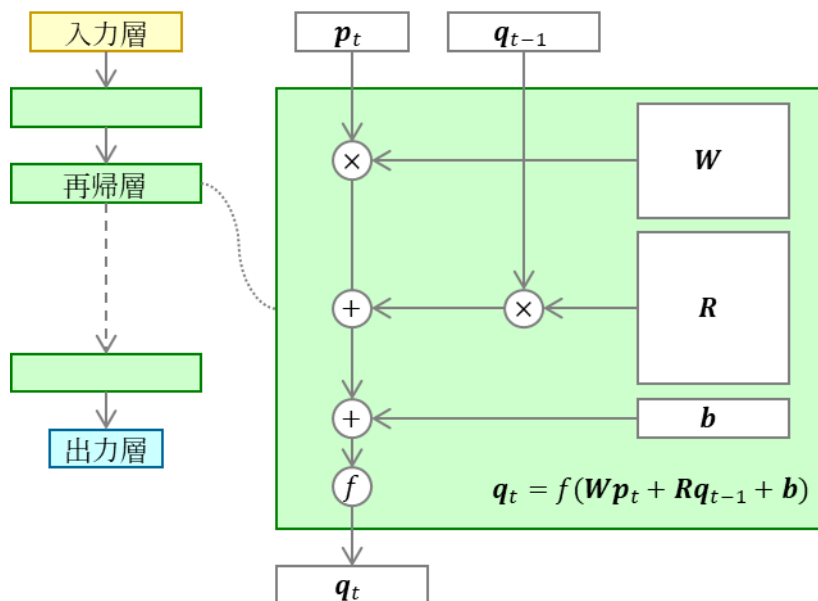 入力層
再帰層
出力層
p_t
q_{t−1}
×
W
+
×
R
+
b
f
q_t = f(Wp_t + Rq_{t−1} + b)
q_t